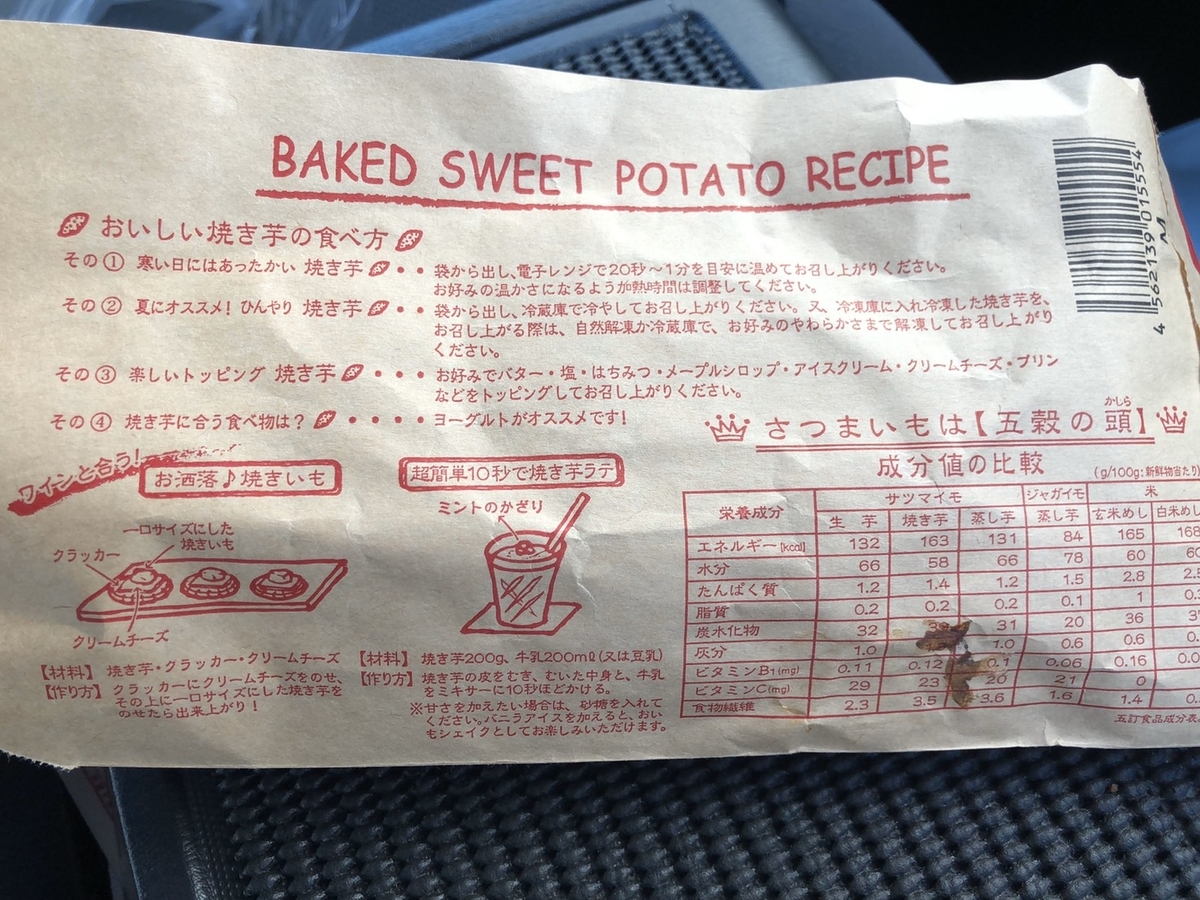 BAKED SWEET POTATO RECIPE
おいしい焼き芋の食べ方
その① 寒い日にはあったかい 焼き芋・・袋から出し、電子レンジで20秒〜1分を目安に温めてお召し上がりください。
お好みの温かさになるよう加熱時間は調整してください。
その② 夏にオススメ! ひんやり 焼き芋・・袋から出し、冷蔵庫で冷やしてお召し上がりください。又、冷凍庫に入れ冷凍した焼き芋を、
お召し上がる際は、自然解凍か冷蔵庫で、お好みのやわらかさまで解凍してお召し上がり
ください。
その③ 楽しいトッピング 焼き芋・・・お好みでバター・塩・はちみつ・メープルシロップ・アイスクリーム・クリームチーズ・プリン
などをトッピングしてお召し上がりください。
その④ 焼き芋に合う食べ物は?・・・・・ヨーグルトがオススメです!
ワインと合う!
お洒落♪焼きいも
一口サイズにした
焼きいも
クラッカー
クリームチーズ
【材料】 焼き芋・クラッカー・クリームチーズ
【作り方】 クラッカーにクリームチーズをのせ、
その上に一口サイズにした焼き芋を
のせたら出来上がり!
超簡単10秒で焼き芋ラテ
ミントのかざり
【材料】 焼き芋200g、牛乳200mℓ(又は豆乳)
【作り方】 焼き芋の皮をむき、むいた中身と、牛乳
をミキサーに10秒ほどかける。
※甘さを加えたい場合は、砂糖を入れて
ください。バニラアイスを加えると、おい
もシェイクとしてお楽しみいただけます。
かしら
さつまいもは【五穀の頭】
成分値の比較
(g/100g:新鮮物当たり)
栄養成分 サツマイモ ジャガイモ 米
生芋 焼き芋 蒸し芋 蒸し芋 玄米めし 白米めし
エネルギー[kcal] 132 163 131 84 165
水分 66 58 66 78 60
たんぱく質 1.2 1.4 1.2 1.5 2.8
脂質 0.2 0.2 0.2 0.1 1
炭水化物 32 31 20 36
灰分 1.0 1.0 0.6 0.6
ビタミンB1(mg) 0.11 0.12 0.1 0.06 0.16
ビタミンC(mg) 29 23 20 21 0
食物繊維 2.3 3.5 3.6 1.6 1.4
五訂食品成分表
4 562139 015554
M